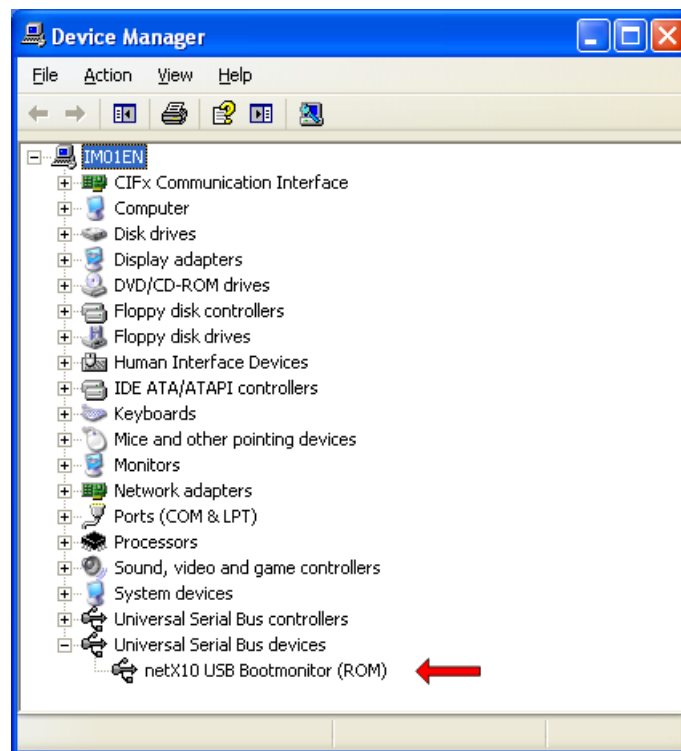 Device Manager
File Action View Help
IM01EN
CIFx Communication Interface
Computer
Disk drives
Display adapters
DVD/CD-ROM drives
Floppy disk controllers
Floppy disk drives
Human Interface Devices
IDE ATA/ATAPI controllers
Keyboards
Mice and other pointing devices
Monitors
Network adapters
Ports (COM & LPT)
Processors
Sound, video and game controllers
System devices
Universal Serial Bus controllers
Universal Serial Bus devices
netX10 USB Bootmonitor (ROM)